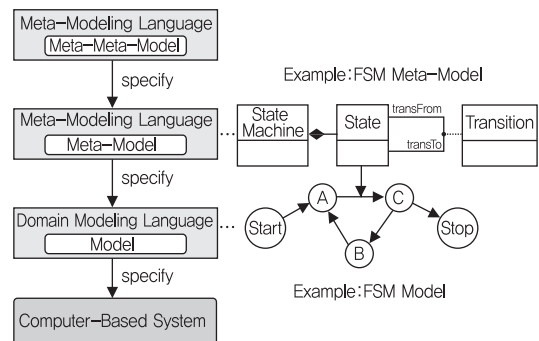 Meta-Modeling Language
Meta-Meta-Model
specify
Example:FSM Meta-Model
Meta-Modeling Language
Meta-Model
...
State
Machine
State
transFrom
transTo
Transition
specify
Domain Modeling Language
Model
...
Start
A
C
B
Stop
specify
Example:FSM Model
Computer-Based System